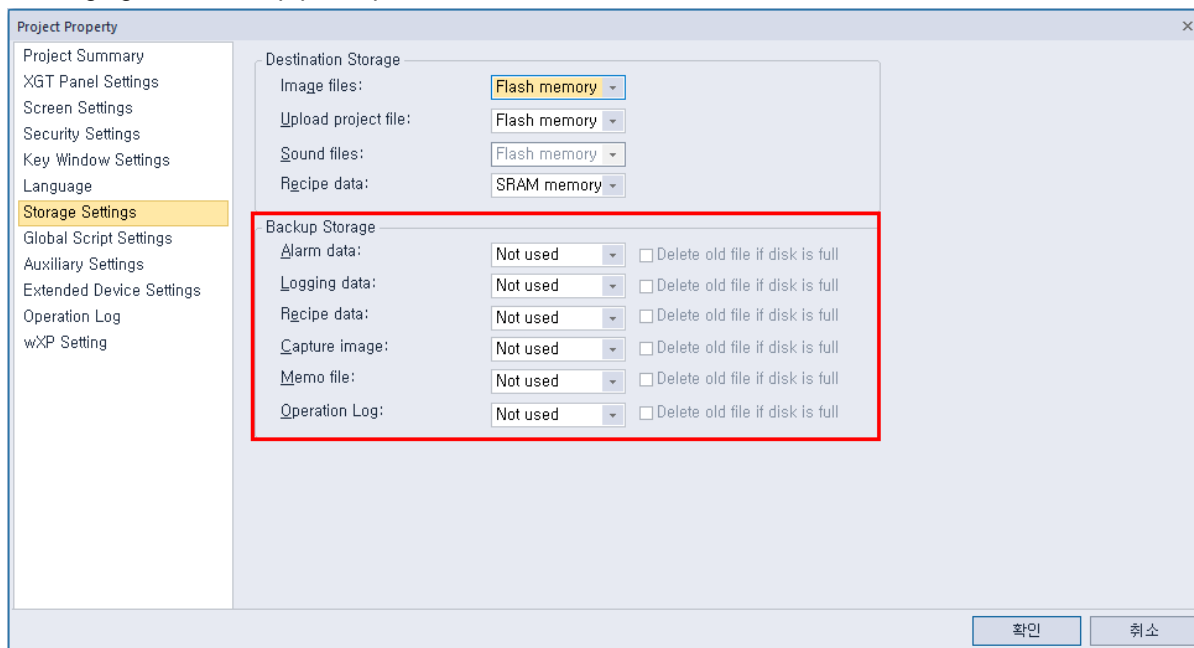 Project Property
Project Summary
XGT Panel Settings
Screen Settings
Security Settings
Key Window Settings
Language
Storage Settings
Global Script Settings
Auxiliary Settings
Extended Device Settings
Operation Log
wXP Setting
Destination Storage
Image files: Flash memory
Upload project file: Flash memory
Sound files: Flash memory
Recipe data: SRAM memory
Backup Storage
Alarm data: Not used Delete old file if disk is full
Logging data: Not used Delete old file if disk is full
Recipe data: Not used Delete old file if disk is full
Capture image: Not used Delete old file if disk is full
Memo file: Not used Delete old file if disk is full
Operation Log: Not used Delete old file if disk is full
확인 취소